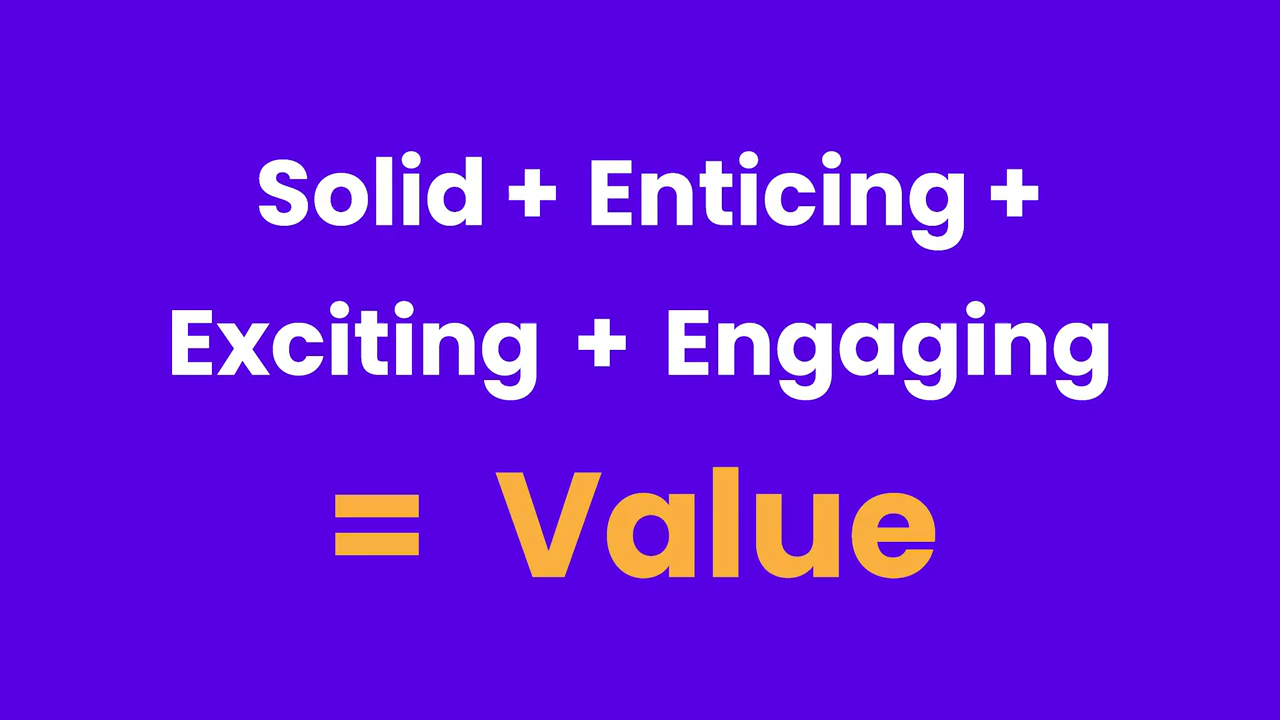 Solid + Enticing +
Exciting + Engaging
= Value